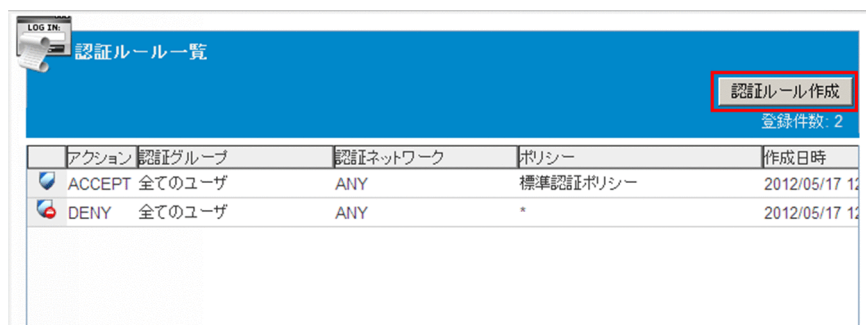 LOG IN:
認証ルール一覧
認証ルール作成
登録件数: 2
アクション 認証グループ 認証ネットワーク ポリシー 作成日時
ACCEPT 全てのユーザ ANY 標準認証ポリシー 2012/05/17 12
DENY 全てのユーザ ANY * 2012/05/17 12